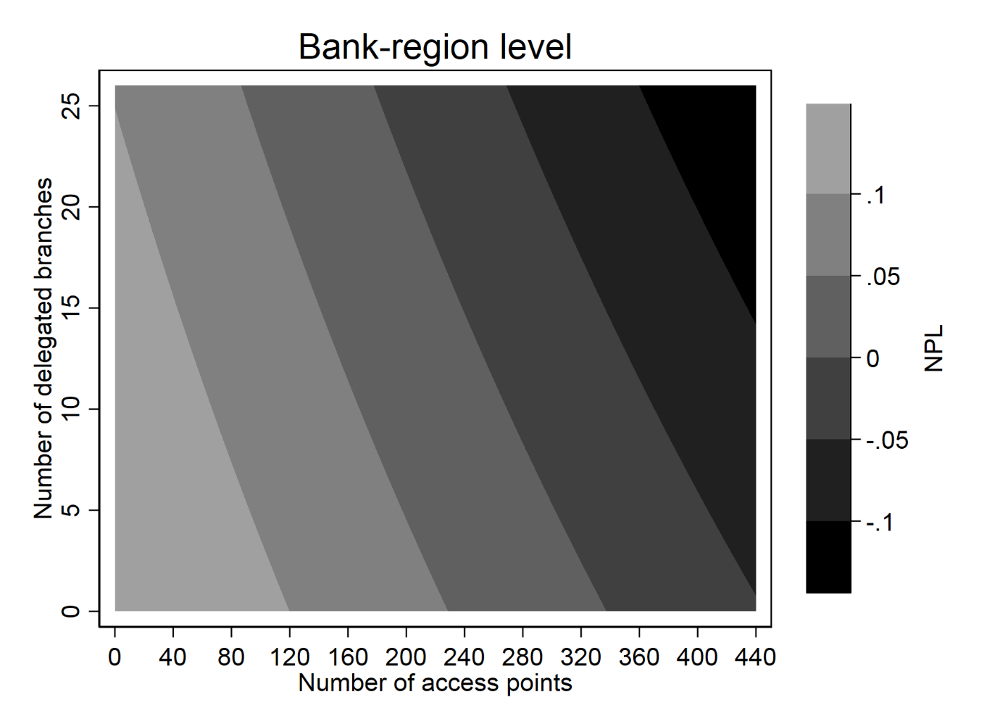 Bank-region level
Number of delegated branches
25
20
15
10
5
0
0 40 80 120 160 200 240 280 320 360 400 440
Number of access points
.1
.05
0
-.05
-.1
NPL